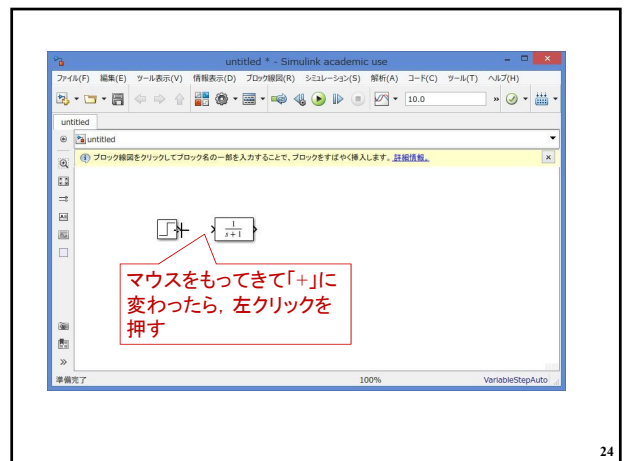 untitled * - Simulink academic use
ファイル(F) 編集(E) ツール表示(V) 情報表示(D) ブロック線図(R) シミュレーション(S) 解析(A) コード(C) ツール(T) ヘルプ(H)
10.0
untitled
untitled
ブロック線図をクリックしてブロック名の一部を入力することで、ブロックをすばやく挿入します。詳細情報。
1
s + 1
マウスをもってきて「+」に
変わったら，左クリックを
押す
準備完了 100% VariableStepAuto
24